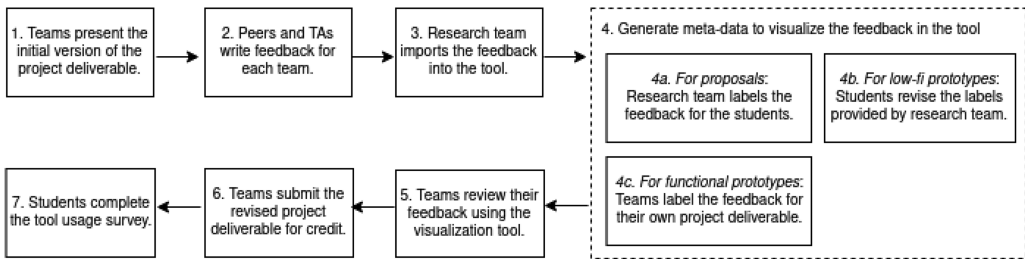 1. Teams present the
initial version of the
project deliverable.
2. Peers and TAs
write feedback for
each team.
3. Research team
imports the feedback
into the tool.
4. Generate meta-data to visualize the feedback in the tool
4a. For proposals:
Research team labels the
feedback for the students.
4b. For low-fi prototypes:
Students revise the labels
provided by research team.
4c. For functional prototypes:
Teams label the feedback for
their own project deliverable.
5. Teams review their
feedback using the
visualization tool.
6. Teams submit the
revised project
deliverable for credit.
7. Students complete
the tool usage survey.